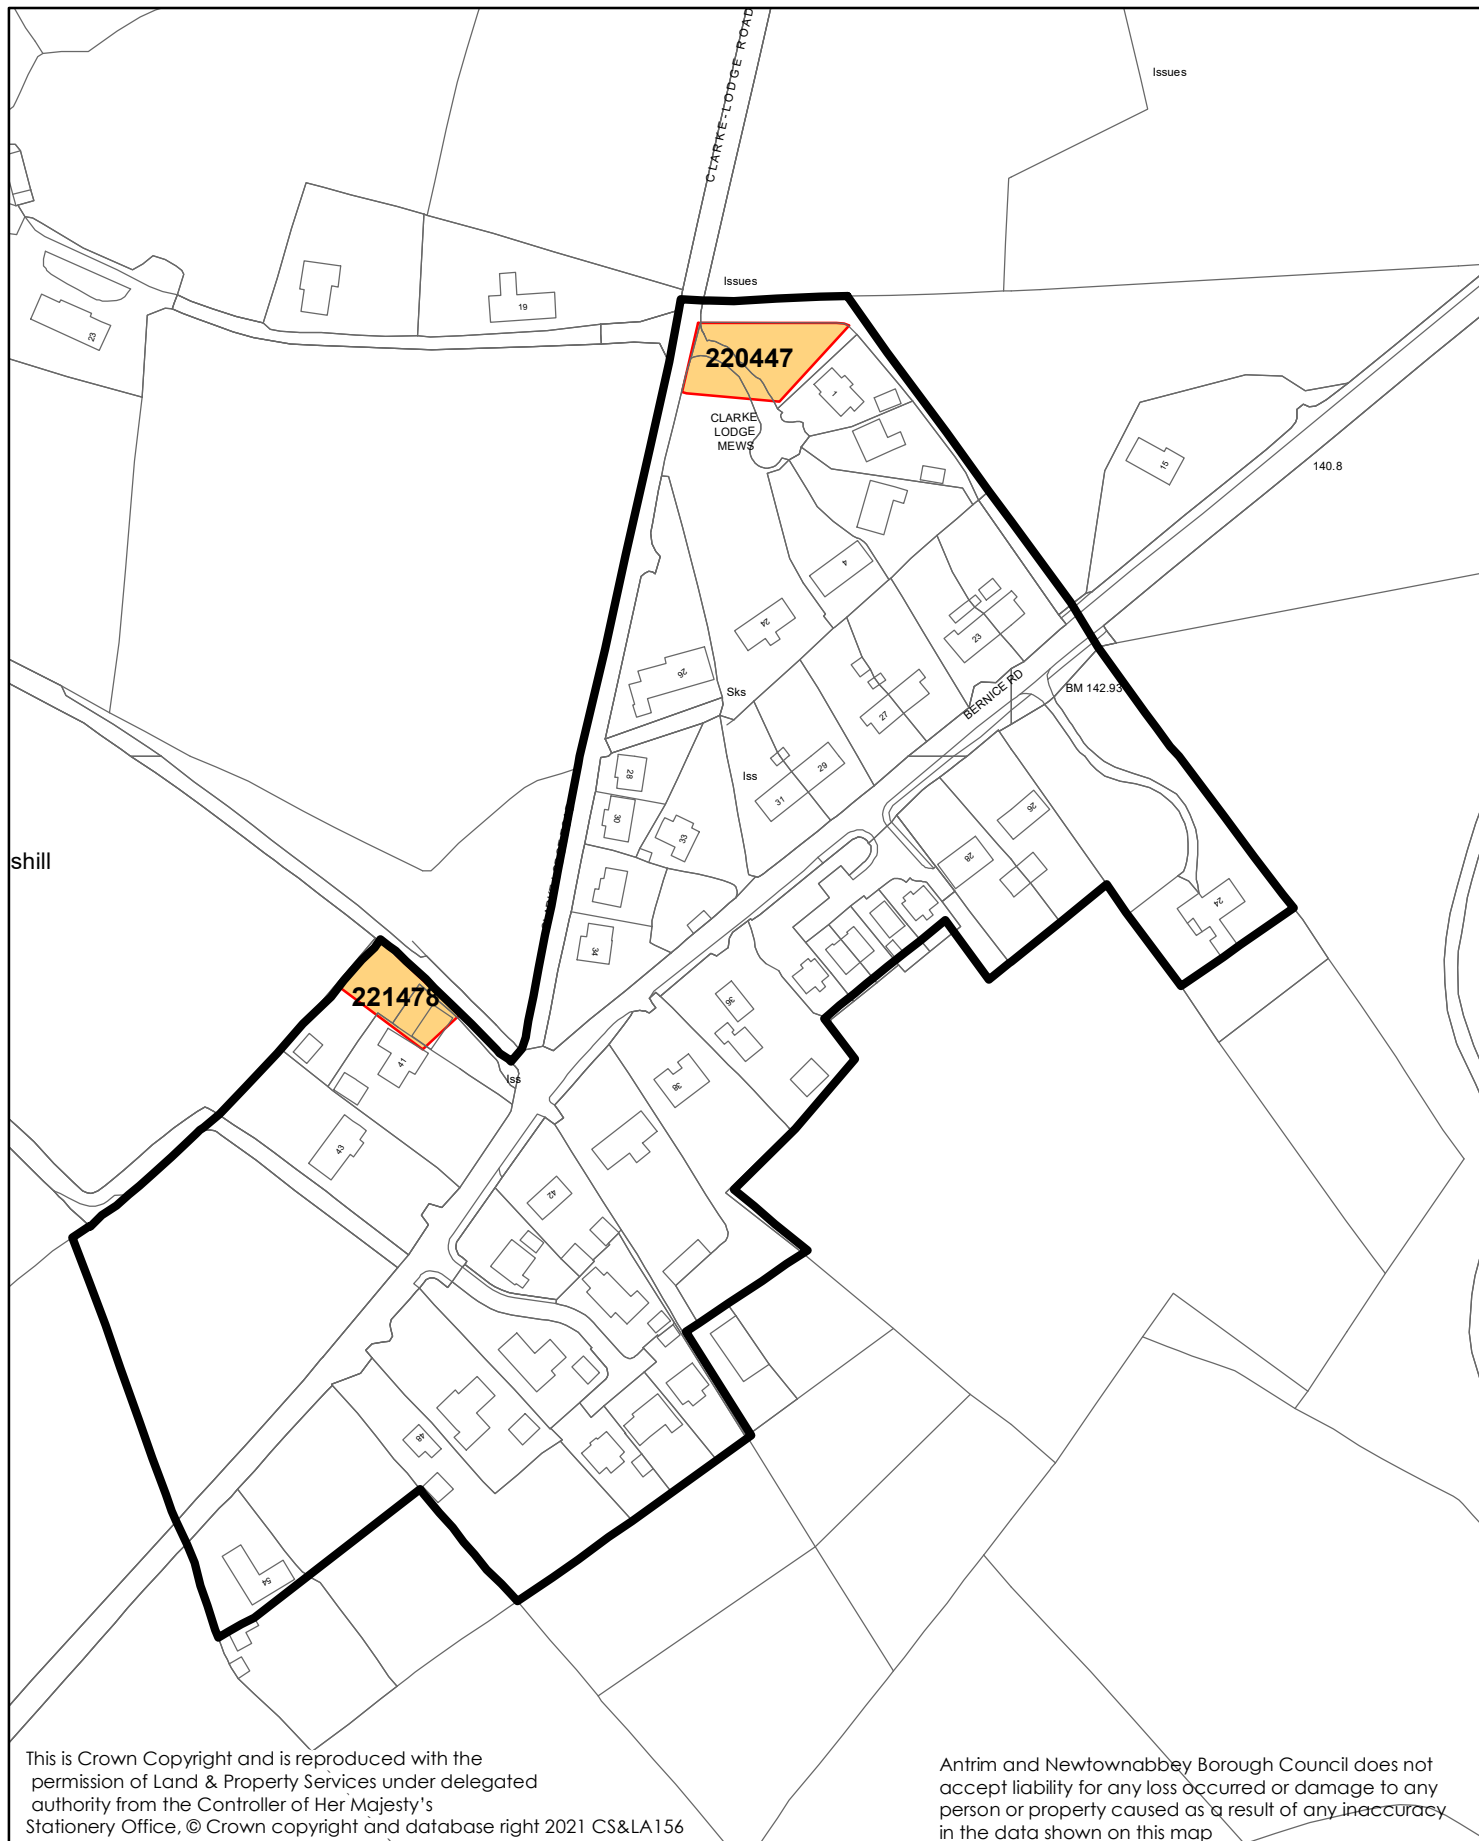 CLARKE-LODGE ROAD
Issues
Issues
19
23
220447
1
CLARKE
LODGE
MEWS
15
140.8
4
24
23
26
Sks
BERNICE RD
BM 142.93
27
28
Iss
29
31
26
30
33
28
shill
34
24
221478
36
41
Iss
38
43
42
48
54
This is Crown Copyright and is reproduced with the
permission of Land & Property Services under delegated
authority from the Controller of Her Majesty's
Stationery Office, © Crown copyright and database right 2021 CS&LA156
Antrim and Newtownabbey Borough Council does not
accept liability for any loss occurred or damage to any
person or property caused as a result of any inaccuracy
in the data shown on this map